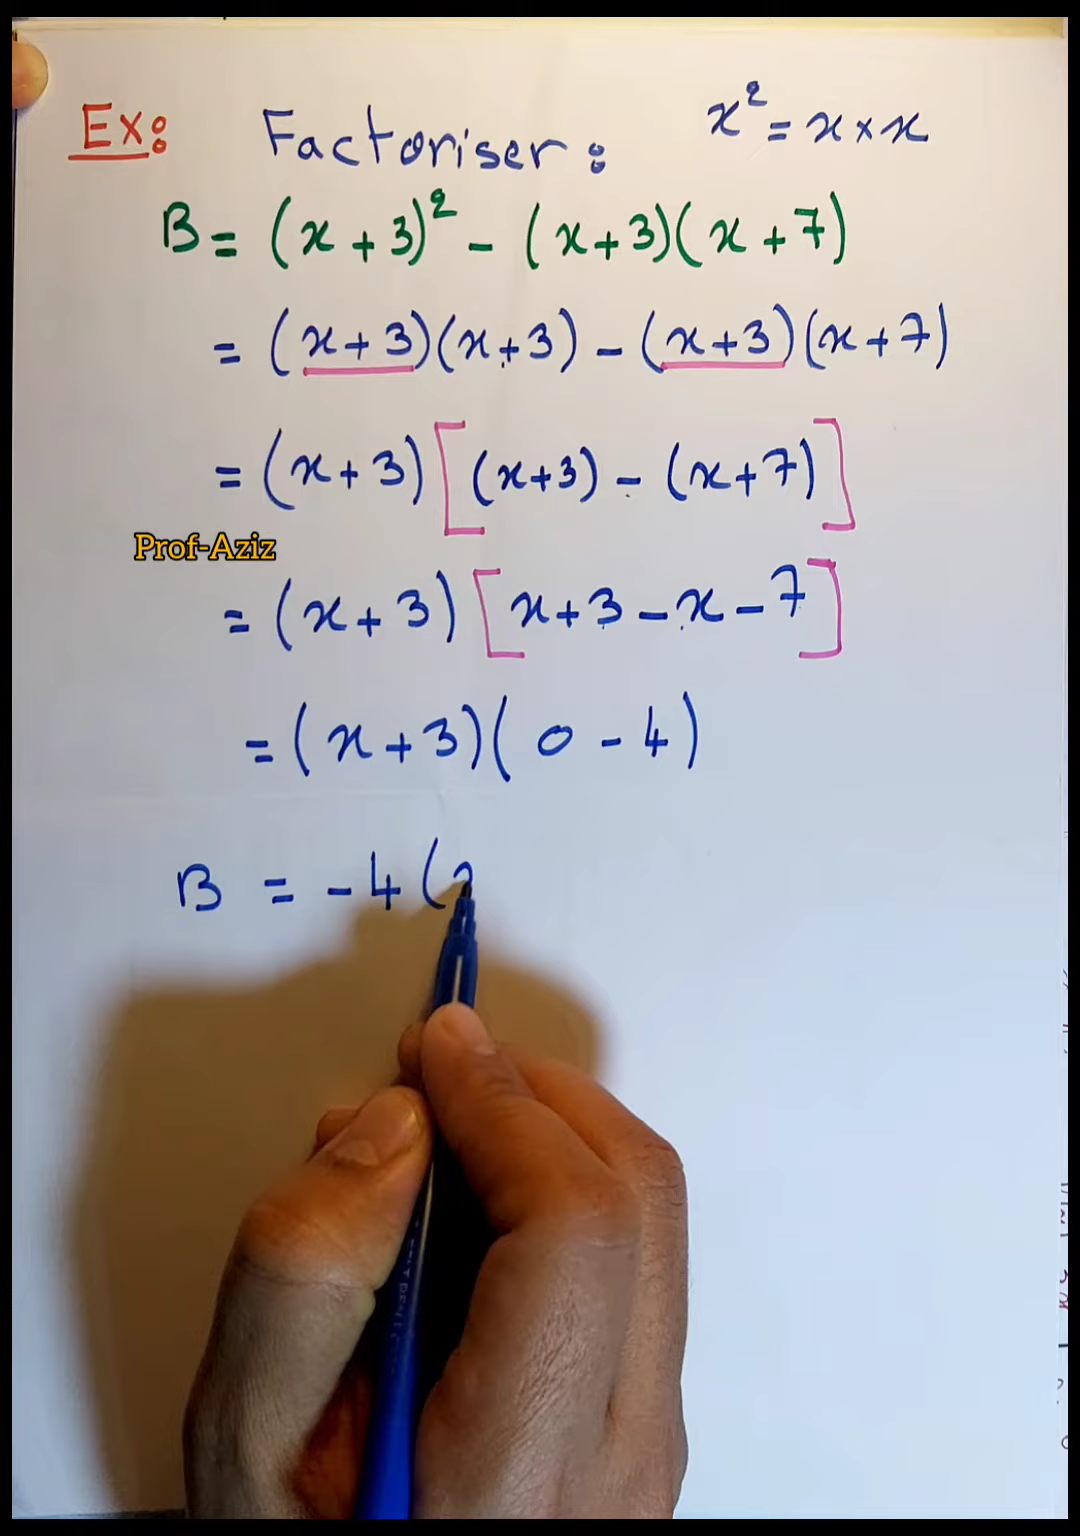 Ex: Factoriser: x² = x × x
B = (x + 3)² - (x+3)(x + 7)
= (x + 3)(x + 3) - (x + 3)(x + 7)
= (x + 3) [(x+3) - (x+7)]
Prof-Aziz
= (x + 3) [x + 3 - x - 7]
= (x + 3)(0 - 4)
B = - 4 (